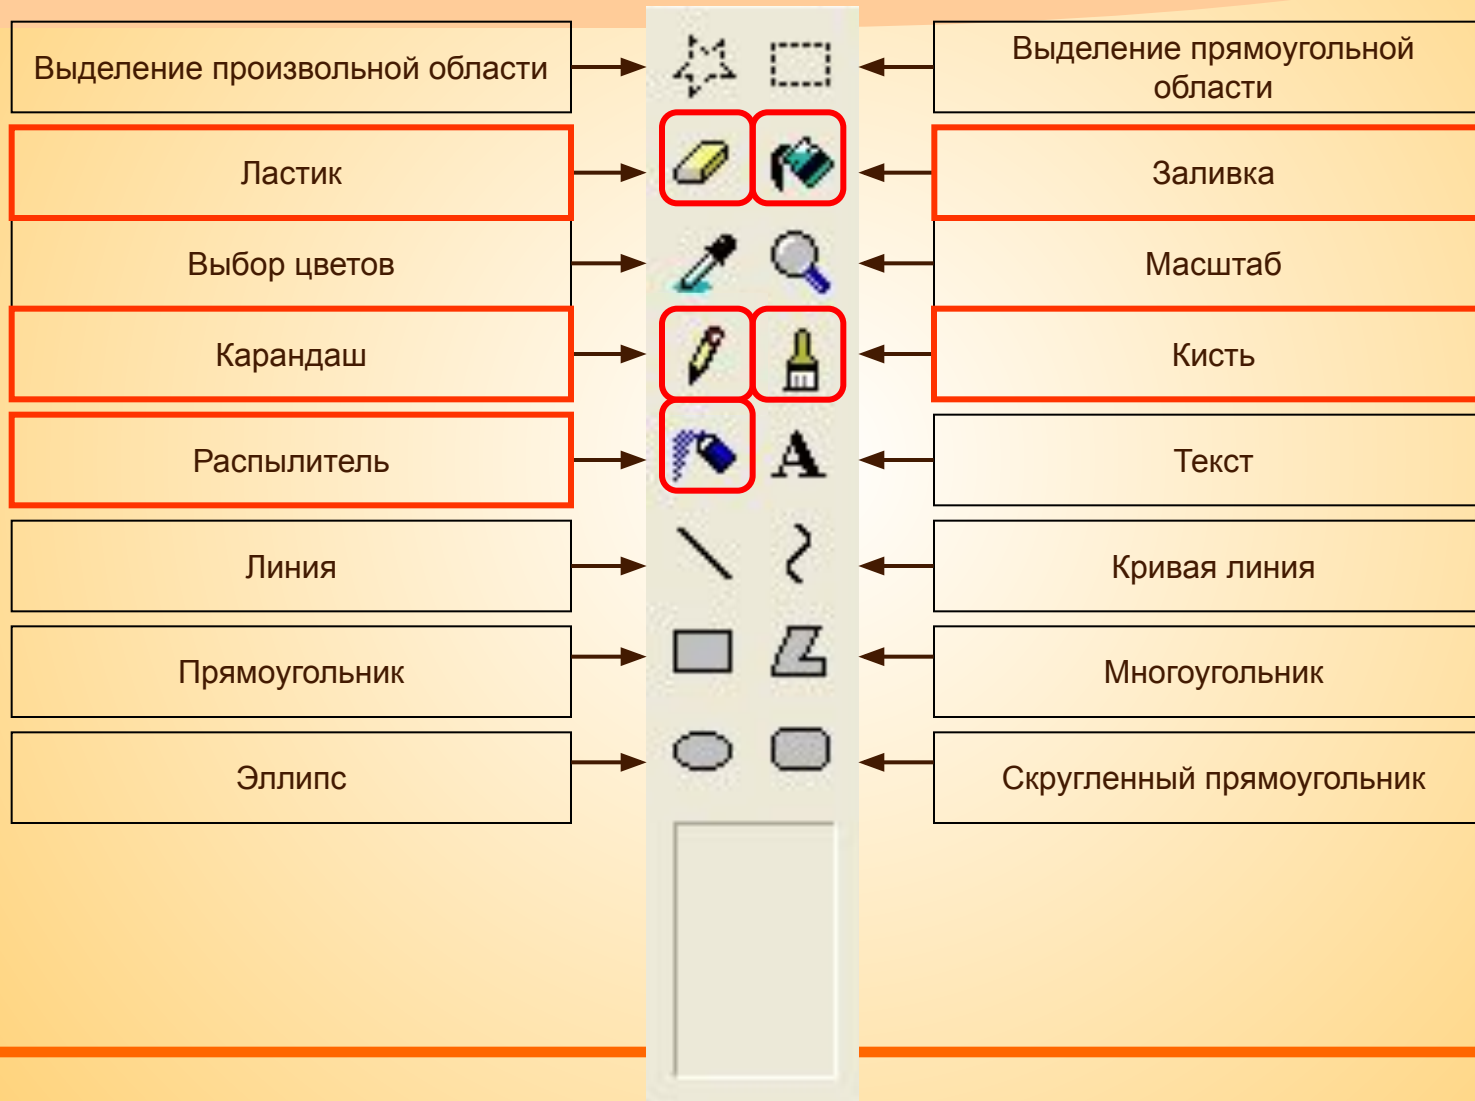 Выделение произвольной области
Выделение прямоугольной
области
Ластик
Заливка
Выбор цветов
Масштаб
Карандаш
Кисть
Распылитель
A
Текст
Линия
Кривая линия
Прямоугольник
Многоугольник
Эллипс
Скругленный прямоугольник